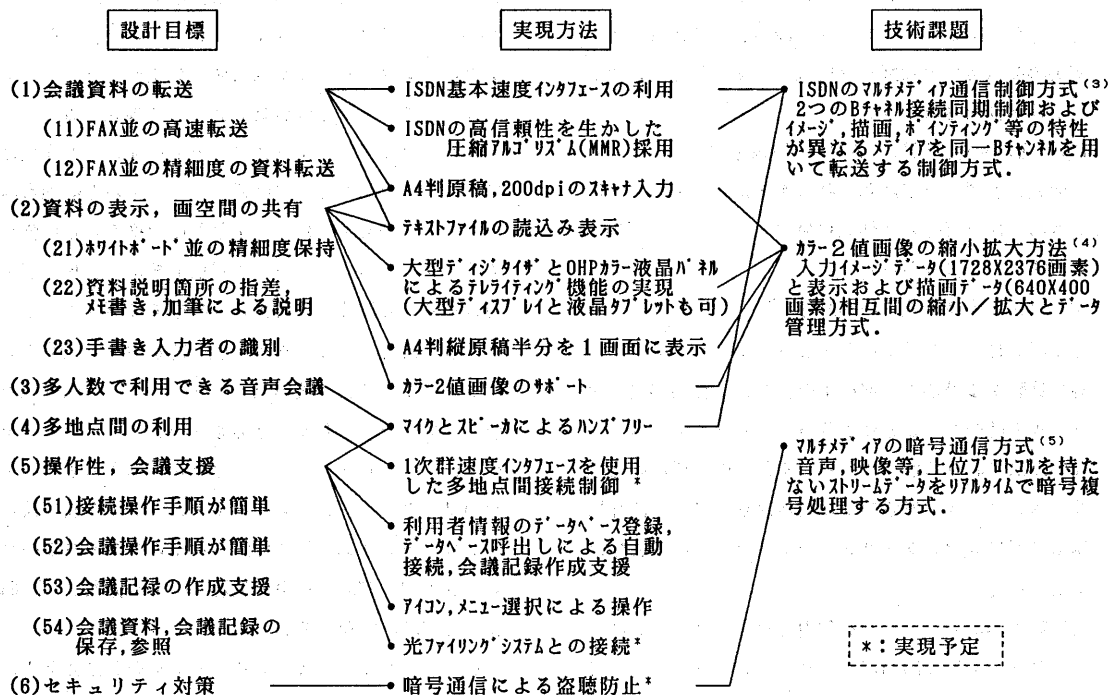 設計目標
実現方法
技術課題
(1)会議資料の転送
(11)FAX並の高速転送
(12)FAX並の精細度の資料転送
(2)資料の表示，画空間の共有
(21)ﾎﾜｲﾄﾎﾞｰﾄﾞ並の精細度保持
(22)資料説明箇所の指差，
ﾒﾓ書き,加筆による説明
(23)手書き入力者の識別
(3)多人数で利用できる音声会議
(4)多地点間の利用
(5)操作性，会議支援
(51)接続操作手順が簡単
(52)会議操作手順が簡単
(53)会議記禄の作成支援
(54)会議資料,会議記録の
保存,参照
(6)セキュリティ対策
ISDN基本速度ｲﾝﾀﾌｪｰｽの利用
ISDNの高信頼性を生かした
圧縮ｱﾙｺﾞﾘｽﾞﾑ(MMR)採用
A4判原稿,200dpiのｽｷｬﾅ入力
ﾃｷｽﾄﾌｧｲﾙの読込み表示
大型ﾃﾞｨｼﾞﾀｲｻﾞとOHPｶﾗｰ液晶ﾊﾟﾈﾙ
によるﾃﾚﾗｲﾃｨﾝｸﾞ機能の実現
(大型ﾃﾞｨｽﾌﾟﾚｲと液晶ﾀﾌﾞﾚｯﾄも可)
A4判縦原稿半分を1画面に表示
ｶﾗｰ2値画像のｻﾎﾟｰﾄ
ﾏｲｸとｽﾋﾟｰｶによるﾊﾝｽﾞﾌﾘｰ
1次群速度ｲﾝﾀﾌｪｰｽを使用
した多地点間接続制御*
利用者情報のﾃﾞｰﾀﾍﾞｰｽ登録,
ﾃﾞｰﾀﾍﾞｰｽ呼出しによる自動
接続,会議記録作成支援
ｱｲｺﾝ,ﾒﾆｭｰ選択による操作
光ﾌｧｲﾘﾝｸﾞｼｽﾃﾑとの接続*
暗号通信による盗聴防止*
ISDNのﾏﾙﾁﾒﾃﾞｨｱ通信制御方式(3)
2つのBﾁｬﾈﾙ接続同期制御および
ｲﾒｰｼﾞ,描画,ﾎﾟｲﾝﾃｨﾝｸﾞ等の特性
が異なるﾒﾃﾞｨｱを同一Bﾁｬﾝﾈﾙを用
いて転送する制御方式．
ｶﾗｰ2値画像の縮小拡大方法(4)
入力ｲﾒｰｼﾞﾃﾞｰﾀ(1728X2376画素)
と表示および描画ﾃﾞｰﾀ(640X400
画素)相互間の縮小／拡大とﾃﾞｰﾀ
管理方式．
ﾏﾙﾁﾒﾃﾞｨｱの暗号通信方式(5)
音声,映像等,上位ﾌﾟﾛﾄｺﾙを持た
ないｽﾄﾘｰﾑﾃﾞｰﾀをﾘｱﾙﾀｲﾑで暗号複
号処理する方式．
*：実現予定